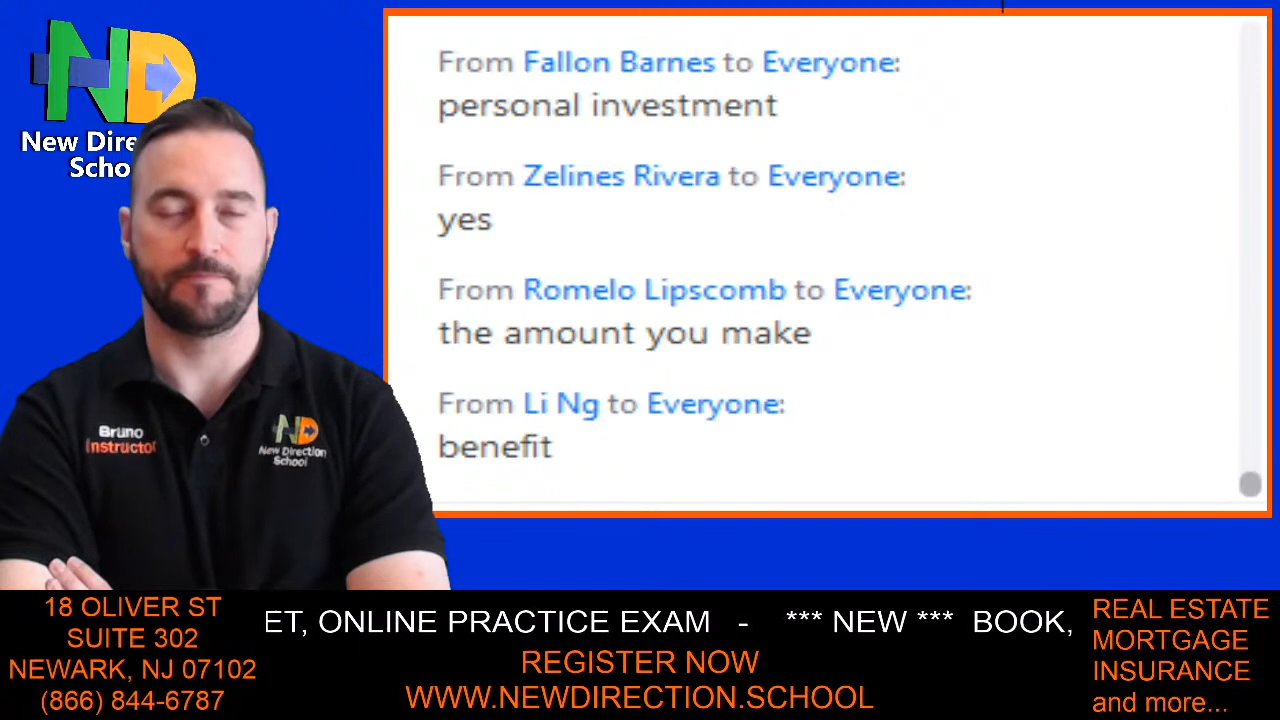 New Dire
Scho
From Fallon Barnes to Everyone:
personal investment
From Zelines Rivera to Everyone:
yes
From Romelo Lipscomb to Everyone:
the amount you make
From Li Ng to Everyone:
benefit
Bruno
Instructor
ND
New Direction
School
18 OLIVER ST
SUITE 302
NEWARK, NJ 07102
(866) 844-6787
ET, ONLINE PRACTICE EXAM - *** NEW *** BOOK,
REGISTER NOW
WWW.NEWDIRECTION.SCHOOL
REAL ESTATE
MORTGAGE
INSURANCE
and more...